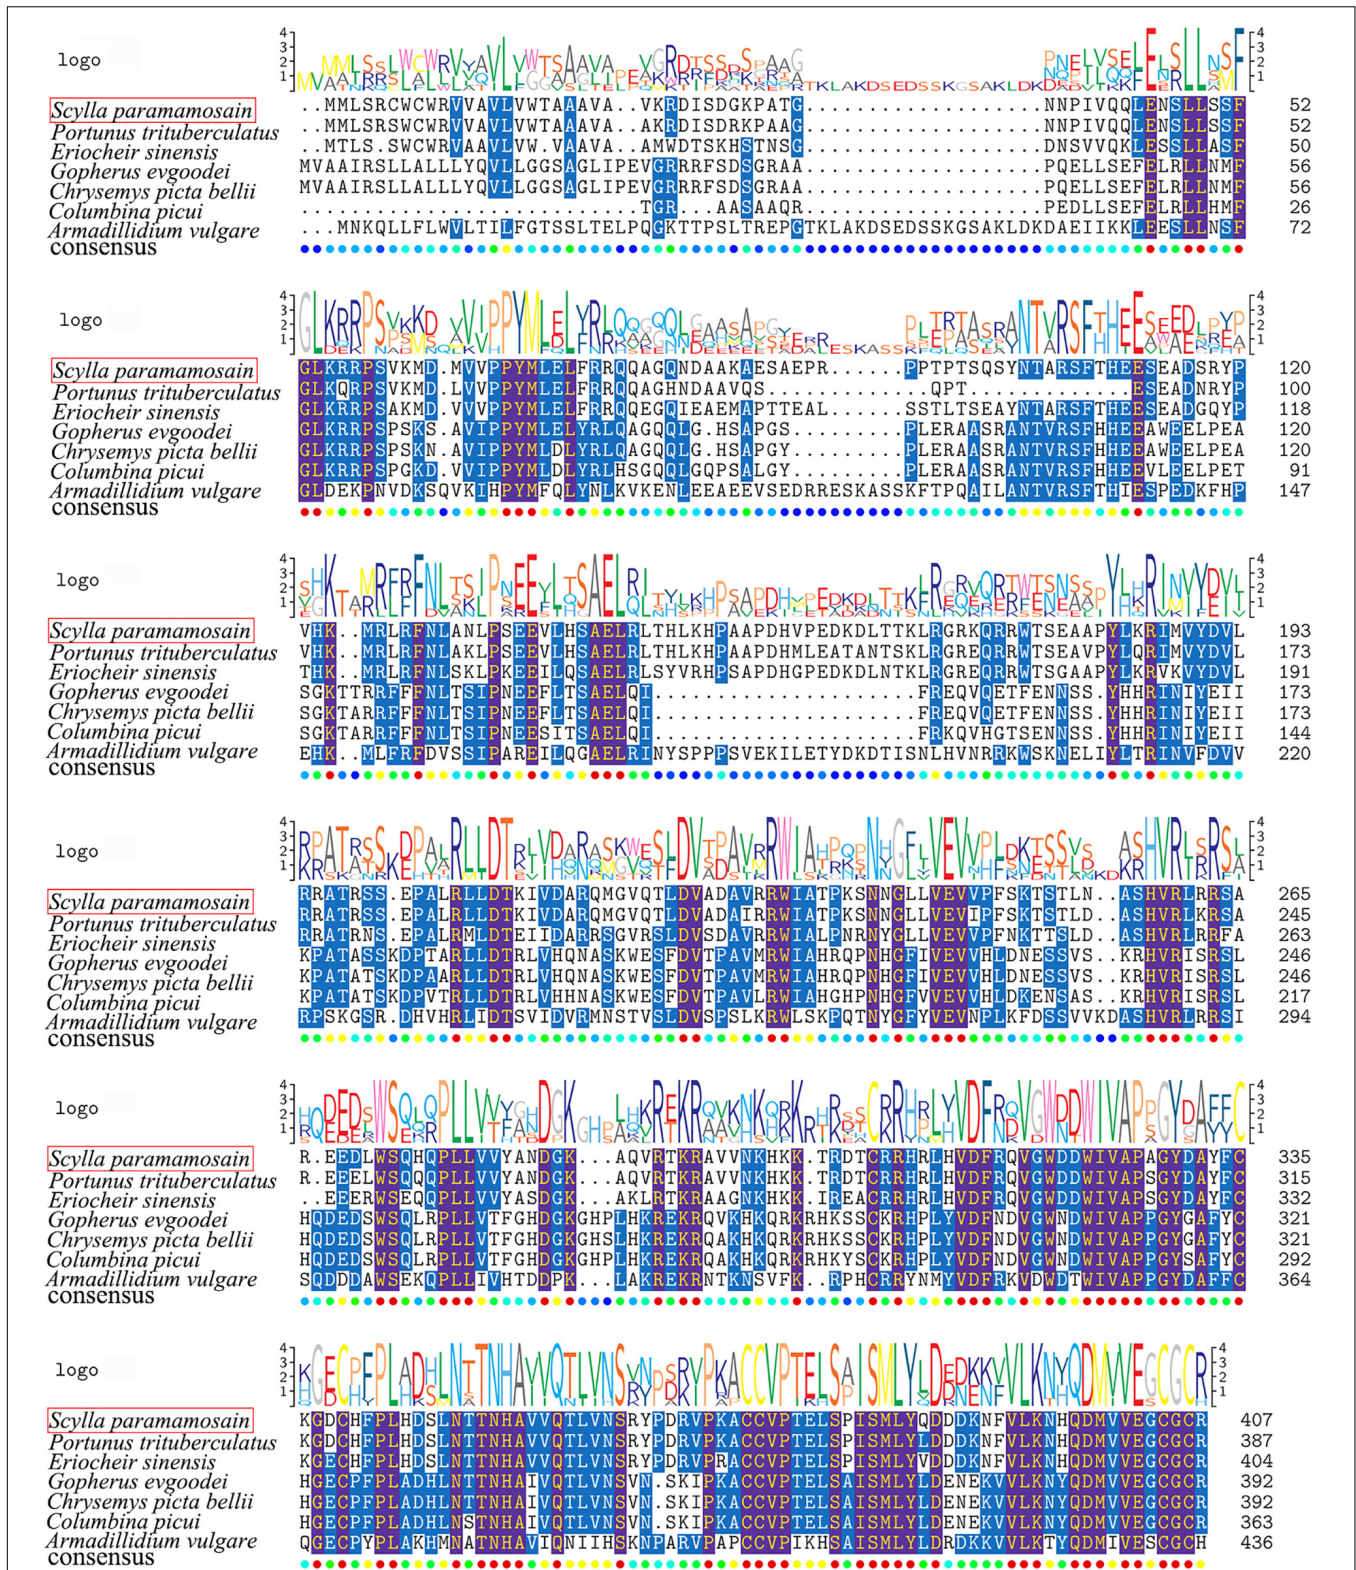 logo
Scylla paramamosain ..MMLSRCWCWRVVAVLVWTAAAVA..VKRDISDGKPATG...................NNPIVQQLENSLLSSF 52
Portunus trituberculatus ..MMLSRSWCWRVVAVLVWTAAAVA..AKRDISDRKPAAG...................NNPIVQQLENSLLSSF 52
Eriocheir sinensis ..MTLS.SWCWRVAAVLVW.VAAVA..AMWDTSKHSTNSG...................DNSVVQKLESSLLASF 50
Gopherus evgoodei MVAAIRSLLALLLYQVLLGGSAGLIPEVGRRRFSDSGRAA...................PQELLSEFELRLLNMF 56
Chrysemys picta bellii MVAAIRSLLALLLYQVLLGGSAGLIPEVGRRRFSDSGRAA...................PQELLSEFELRLLNMF 56
Columbina picui ...........................TGR...AASAAQR...................PEDLLSEFELRLLHMF 26
Armadillidium vulgare ...MNKQLLFLWVLTILFGTSSLTELPQGKTTPSLTREPGTKLAKDSEDSSKGSAKLDKDAEIIKKLEESLLNSF 72
consensus
logo
Scylla paramamosain GLKRRPSVKMD.MVVPPYMLELFRRQQAGQNDAAKAESAEPR......PPTPTSQSYNTARSFTHEESEADSRYP 120
Portunus trituberculatus GLKQRPSVKMD.LVVPPYMLELFRRQQAGHNDAAVQS.............QPT.............ESEADNRYP 100
Eriocheir sinensis GLKRRPSAKMD.VVVPPYMLELFRRQQEGQIEAEMAPTTEAL......SSTLTSEAYNTARSFTHEESEADGQYP 118
Gopherus evgoodei GLKRRPSPSKS.AVIPPYMLELYRLQAGQQLG.HSAPGS.........PLERAASRANTVRSFHHEEAWEELPEA 120
Chrysemys picta bellii GLKRRPSPSKN.AVIPPYMLDLYRLQAGQQLG.HSAPGY.........PLERAASRANTVRSFHHEEAWEELPEA 120
Columbina picui GLKRRPSPGKD.VVIPPYMLDLYRLHSGQQLGQPSALGY.........PLERAASRANTVRSFHHEEVLEELPET 91
Armadillidium vulgare GLDEKPNVDKSQVKIHPYMFQLYNLKVKENLEEAEEVSEDRRESKASSKFTPQAILANTVRSFTHIESPEDKFHP 147
consensus
logo
Scylla paramamosain VHK..MRLRFNLANLPSEEVLHSAELRLTHLKHPAAPDHVPEDKDLTTKLRGRKQRRWTSEAAPYLKRIMVYDVL 193
Portunus trituberculatus VHK..MRLRFNLAKLPSEEVLHSAELRLTHLKHPAAPDHMLEATANTSKLRGREQRRWTSEAVPYLQRIMVYDVL 173
Eriocheir sinensis THK..MRLRFNLSKLPKEEILQSAELRLSYVRHPSAPDHGPEDKDLNTKLRGREQRRWTSGAAPYLKRVKVYDVL 191
Gopherus evgoodei SGKTTRRFFFNLTSIPNEEFLTSAELQI.....................FREQVQETFENNSS.YHHRINIYEII 173
Chrysemys picta bellii SGKTARRFFFNLTSIPNEEFLTSAELQI.....................FREQVQETFENNSS.YHHRINIYEII 173
Columbina picui SGKTARRFFFNLTSIPNEESITSAELQI.....................FRKQVHGTSENNSS.YHHRINIYEII 144
Armadillidium vulgare EHK..MLFRFDVSSIPAREILQGAELRINYSPPPSVEKILETYDKDTISNLHVNRRKWSKNELIYLTRINVFDVV 220
consensus
logo
Scylla paramamosain RRATRSS.EPALRLLDTKIVDARQMGVQTLDVADAVRRWIATPKSNNGLLVEVVPFSKTSTLN..ASHVRLRRSA 265
Portunus trituberculatus RRATRSS.EPALRLLDTKIVDARQMGVQTLDVADAIRRWIATPKSNNGLLVEVIPFSKTSTLD..ASHVRLKRSA 245
Eriocheir sinensis RRATRNS.EPALRMLDTEIIDARRSGVRSLDVSDAVRRWIALPNRNYGLLVEVVPFNKTTSLD..ASHVRLRRFA 263
Gopherus evgoodei KPATASSKDPTARLLDTRLVHQNASKWESFDVTPAVMRWIAHRQPNHGFIVEVVHLDNESSVS..KRHVRISRSL 246
Chrysemys picta bellii KPATATSKDPAARLLDTRLVHQNASKWESFDVTPAVMRWIAHRQPNHGFIVEVVHLDNESSVS..KRHVRISRSL 246
Columbina picui KPATATSKDPVTRLLDTRLVHHNASKWESFDVTPAVLRWIAHGHPNHGFVVEVVHLDKENSAS..KRHVRISRSL 217
Armadillidium vulgare RPSKGSR.DHVHRLIDTSVIDVRMNSTVSLDVSPSLKRWLSKPQTNYGFYVEVNPLKFDSSVVKDASHVRLRRSI 294
consensus
logo
Scylla paramamosain R.EEDLWSQHQPLLVVYANDGK...AQVRTKRAVVNKHKK.TRDTCRRHRLHVDFRQVGWDDWIVAPAGYDAYFC 335
Portunus trituberculatus R.EEELWSQQQPLLVVYANDGK...AQVRTKRAVVNKHKK.TRDTCRRHRLHVDFRQVGWDDWIVAPAGYDAYFC 315
Eriocheir sinensis ..EEERWSEQQPLLVVYASDGK...AKLRTKRAAGNKHKK.IREACRRHRLHVDFRQVGWDDWIVAPSGYDAYFC 332
Gopherus evgoodei HQDEDSWSQLRPLLVTFGHDGKGHPLHKREKRQVKHKQRKRHKSSCKRHPLYVDFNDVGWNDWIVAPPGYGAFYC 321
Chrysemys picta bellii HQDEDSWSQLRPLLVTFGHDGKGHSLHKREKRQAKHKQRKRHKSSCKRHPLYVDFNDVGWNDWIVAPPGYSAFYC 321
Columbina picui HQDEDSWSQLRPLLVTFGHDGKGHPLHKREKRQAKHKQRKRHKYSCKRHPLYVDFNDVGWNDWIVAPPGYSAFYC 292
Armadillidium vulgare SQDDDAWSEKQPLLIVHTDDPK...LAKREKRNTKNSVFK..RPHCRRYNMYVDFRKVDWDTWIVAPPGYDAFFC 364
consensus
logo
Scylla paramamosain KGDCHFPLHDSLNTTNHAVVQTLVNSRYPDRVPKACCVPTELSPISMLYQDDDKNFVLKNHQDMVVEGCGCR 407
Portunus trituberculatus KGDCHFPLHDSLNTTNHAVVQTLVNSRYPDRVPKACCVPTELSPISMLYLDDDKNFVLKNHQDMVVEGCGCR 387
Eriocheir sinensis KGECHFPLHDSLNTTNHAVVQTLVNSRYPDRVPRACCVPTELSPISMLYVDDDKNFVLKNHQDMVVEGCGCR 404
Gopherus evgoodei HGECPFPLADHLNTTNHAIVQTLVNSVN.SKIPKACCVPTELSAISMLYLDENEKVVLKNYQDMVVEGCGCR 392
Chrysemys picta bellii HGECPFPLADHLNTTNHAIVQTLVNSVN.SKIPKACCVPTELSAISMLYLDENEKVVLKNYQDMVVEGCGCR 392
Columbina picui HGECPFPLADHLNSTNHAIVQTLVNSVN.SKIPKACCVPTELSAISMLYLDENEKVVLKNYQDMVVEGCGCR 363
Armadillidium vulgare QGECPYPLAKHMNATNHAVIQNIIHSKNPARVPAPCCVPIKHSAISMLYLDRDKKVVLKTYQDMIVESCGCH 436
consensus